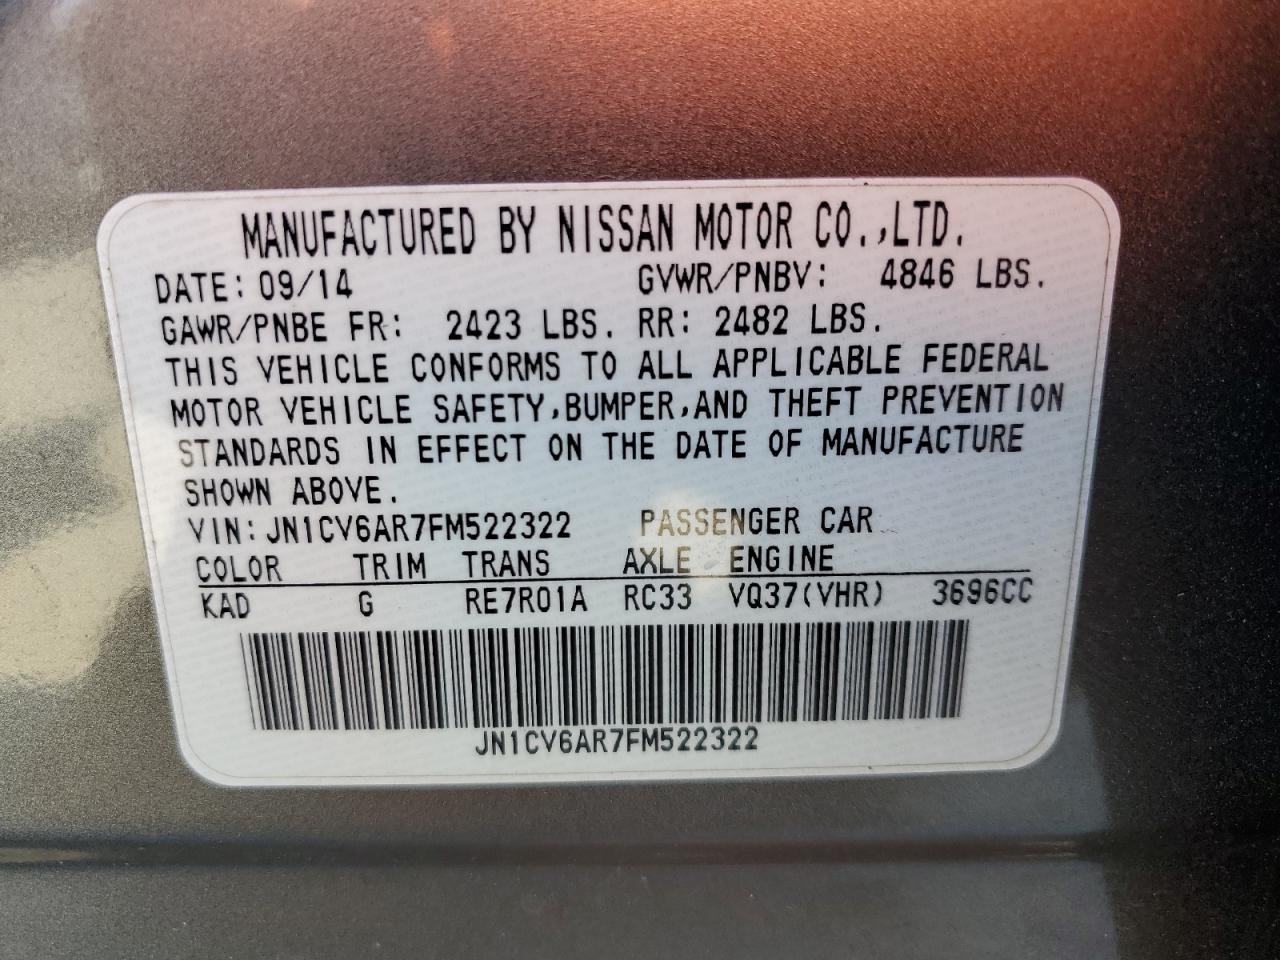 MANUFACTURED BY NISSAN MOTOR CO.,LTD.
DATE: 09/14 GVWR/PNBV: 4846 LBS.
GAWR/PNBE FR: 2423 LBS. RR: 2482 LBS.
THIS VEHICLE CONFORMS TO ALL APPLICABLE FEDERAL
MOTOR VEHICLE SAFETY,BUMPER,AND THEFT PREVENTION
STANDARDS IN EFFECT ON THE DATE OF MANUFACTURE
SHOWN ABOVE.
VIN: JN1CV6AR7FM522322 PASSENGER CAR
COLOR TRIM TRANS AXLE ENGINE
KAD G RE7R01A RC33 VQ37(VHR) 3696CC
JN1CV6AR7FM522322